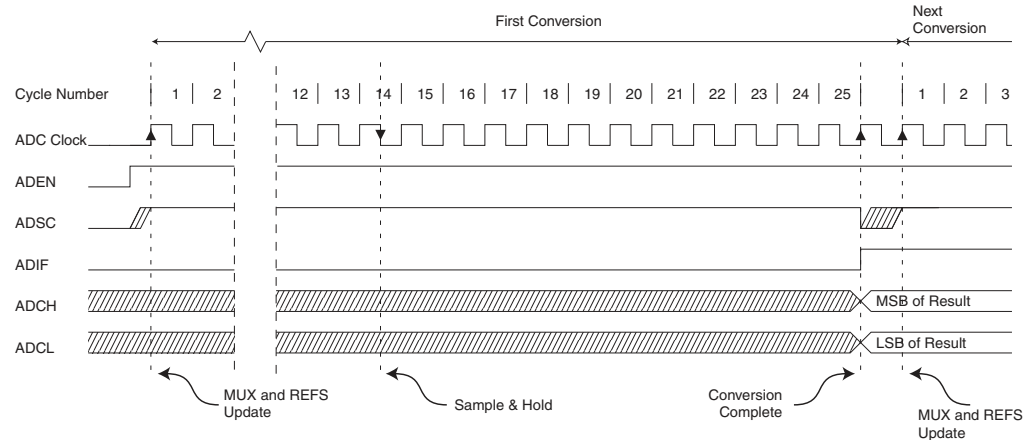 First Conversion
Next
Conversion
Cycle Number 1 2 12 13 14 15 16 17 18 19 20 21 22 23 24 25 1 2 3
ADC Clock
ADEN
ADSC
ADIF
ADCH MSB of Result
ADCL LSB of Result
MUX and REFS
Update
Sample & Hold
Conversion
Complete
MUX and REFS
Update